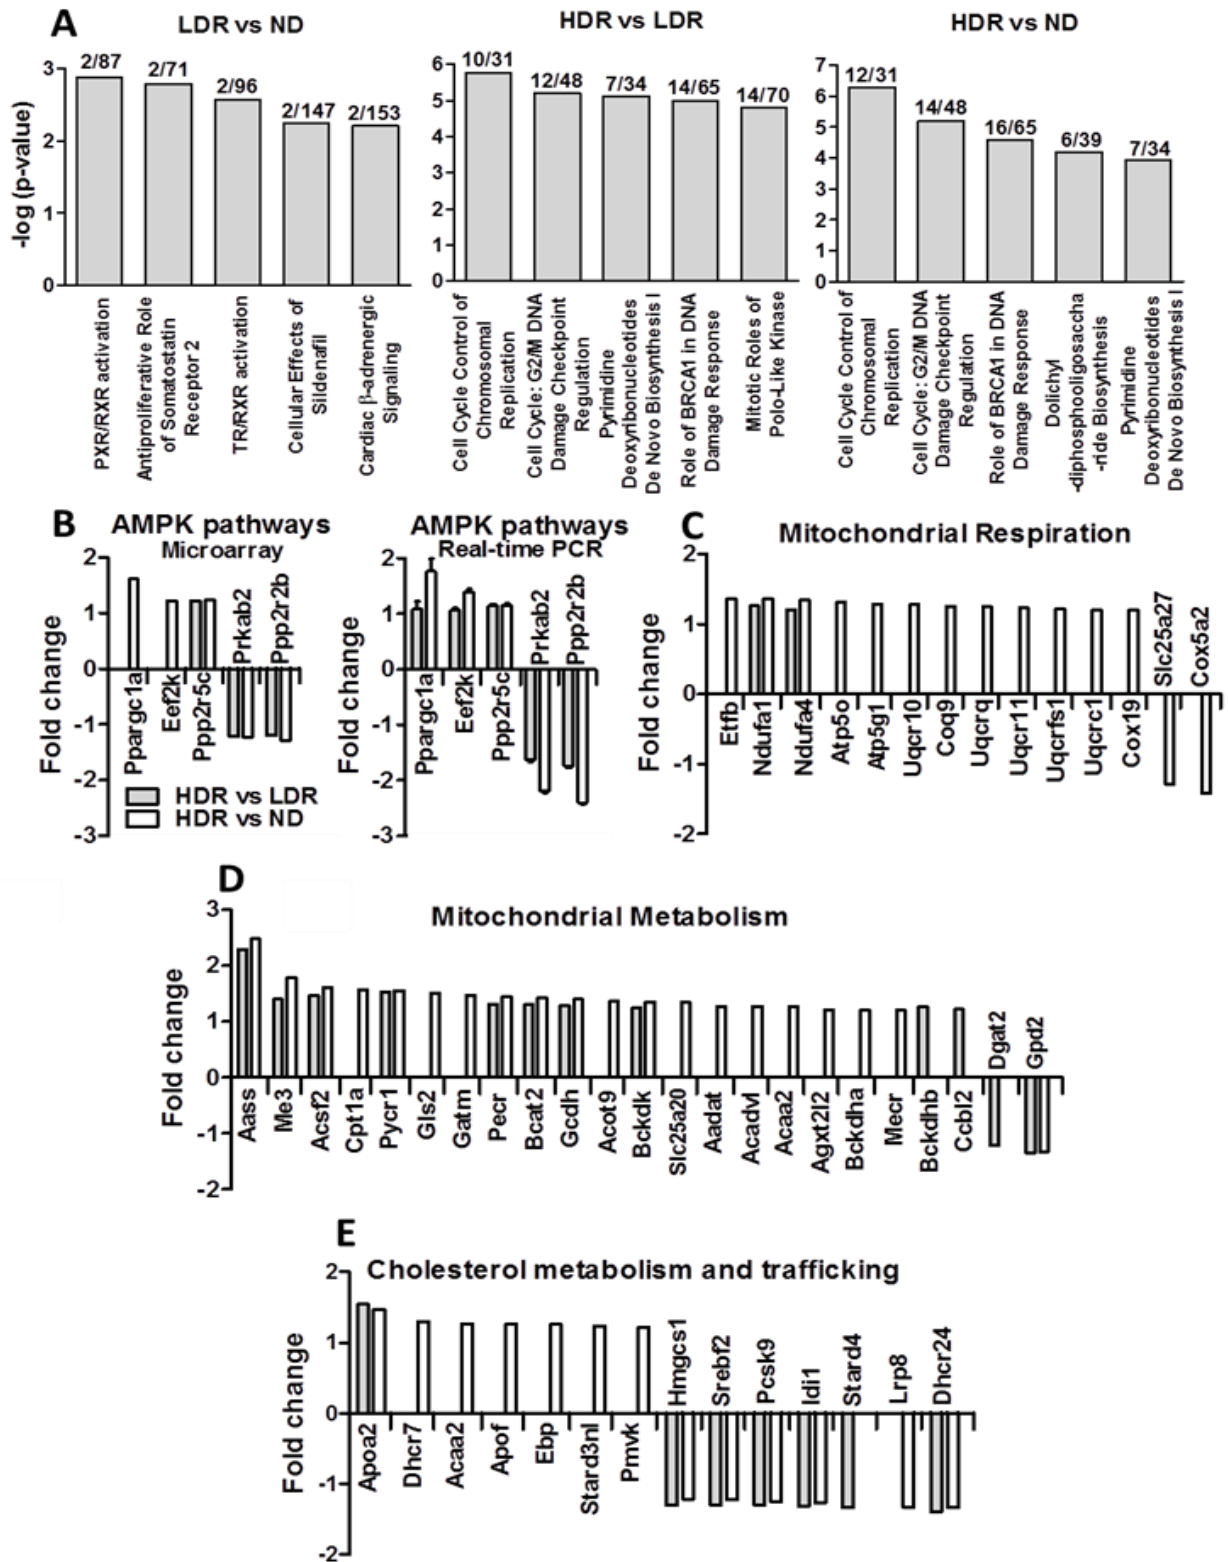 A
LDR vs ND
HDR vs LDR
HDR vs ND
-log (p-value)
3
2
1
0
2/87
2/71
2/96
2/147
2/153
PXR/RXR activation
Antiproliferative Role
of Somatostatin
Receptor 2
TR/RXR activation
Cellular Effects of
Sildenafil
Cardiac β-adrenergic
Signaling
6
5
4
3
2
1
0
10/31
12/48
7/34
14/65
14/70
Cell Cycle Control of
Chromosomal
Replication
Cell Cycle: G2/M DNA
Damage Checkpoint
Regulation
Pyrimidine
Deoxyribonucleotides
De Novo Biosynthesis I
Role of BRCA1 in DNA
Damage Response
Mitotic Roles of
Polo-Like Kinase
7
6
5
4
3
2
1
0
12/31
14/48
16/65
6/39
7/34
Cell Cycle Control of
Chromosomal
Replication
Cell Cycle: G2/M DNA
Damage Checkpoint
Regulation
Role of BRCA1 in DNA
Damage Response
Dolichyl
-diphosphooligosaccha
-ride Biosynthesis
Pyrimidine
Deoxyribonucleotides
De Novo Biosynthesis I
B
AMPK pathways
Microarray
Fold change
2
1
0
-1
-2
-3
Ppargc1a
Eef2k
Ppp2r5c
Prkab2
Ppp2r2b
HDR vs LDR
HDR vs ND
AMPK pathways
Real-time PCR
Fold change
2
1
0
-1
-2
-3
Ppargc1a
Eef2k
Ppp2r5c
Prkab2
Ppp2r2b
C
Mitochondrial Respiration
Fold change
2
1
0
-1
-2
Etfb
Ndufa1
Ndufa4
Atp5o
Atp5g1
Uqcr10
Coq9
Uqcrq
Uqcr11
Uqcrfs1
Uqcrc1
Cox19
Slc25a27
Cox5a2
D
Mitochondrial Metabolism
Fold change
3
2
1
0
-1
-2
Aass
Me3
Acsf2
Cpt1a
Pycr1
Gls2
Gatm
Pecr
Bcat2
Gcdh
Acot9
Bckdk
Slc25a20
Aadat
Acadvl
Acaa2
Agxt2l2
Bckdha
Mecr
Bckdhb
Ccbl2
Dgat2
Gpd2
E
Cholesterol metabolism and trafficking
Fold change
2
1
0
-1
-2
Apoa2
Dhcr7
Acaa2
Apof
Ebp
Stard3nl
Pmvk
Hmgcs1
Srebf2
Pcsk9
Idi1
Stard4
Lrp8
Dhcr24